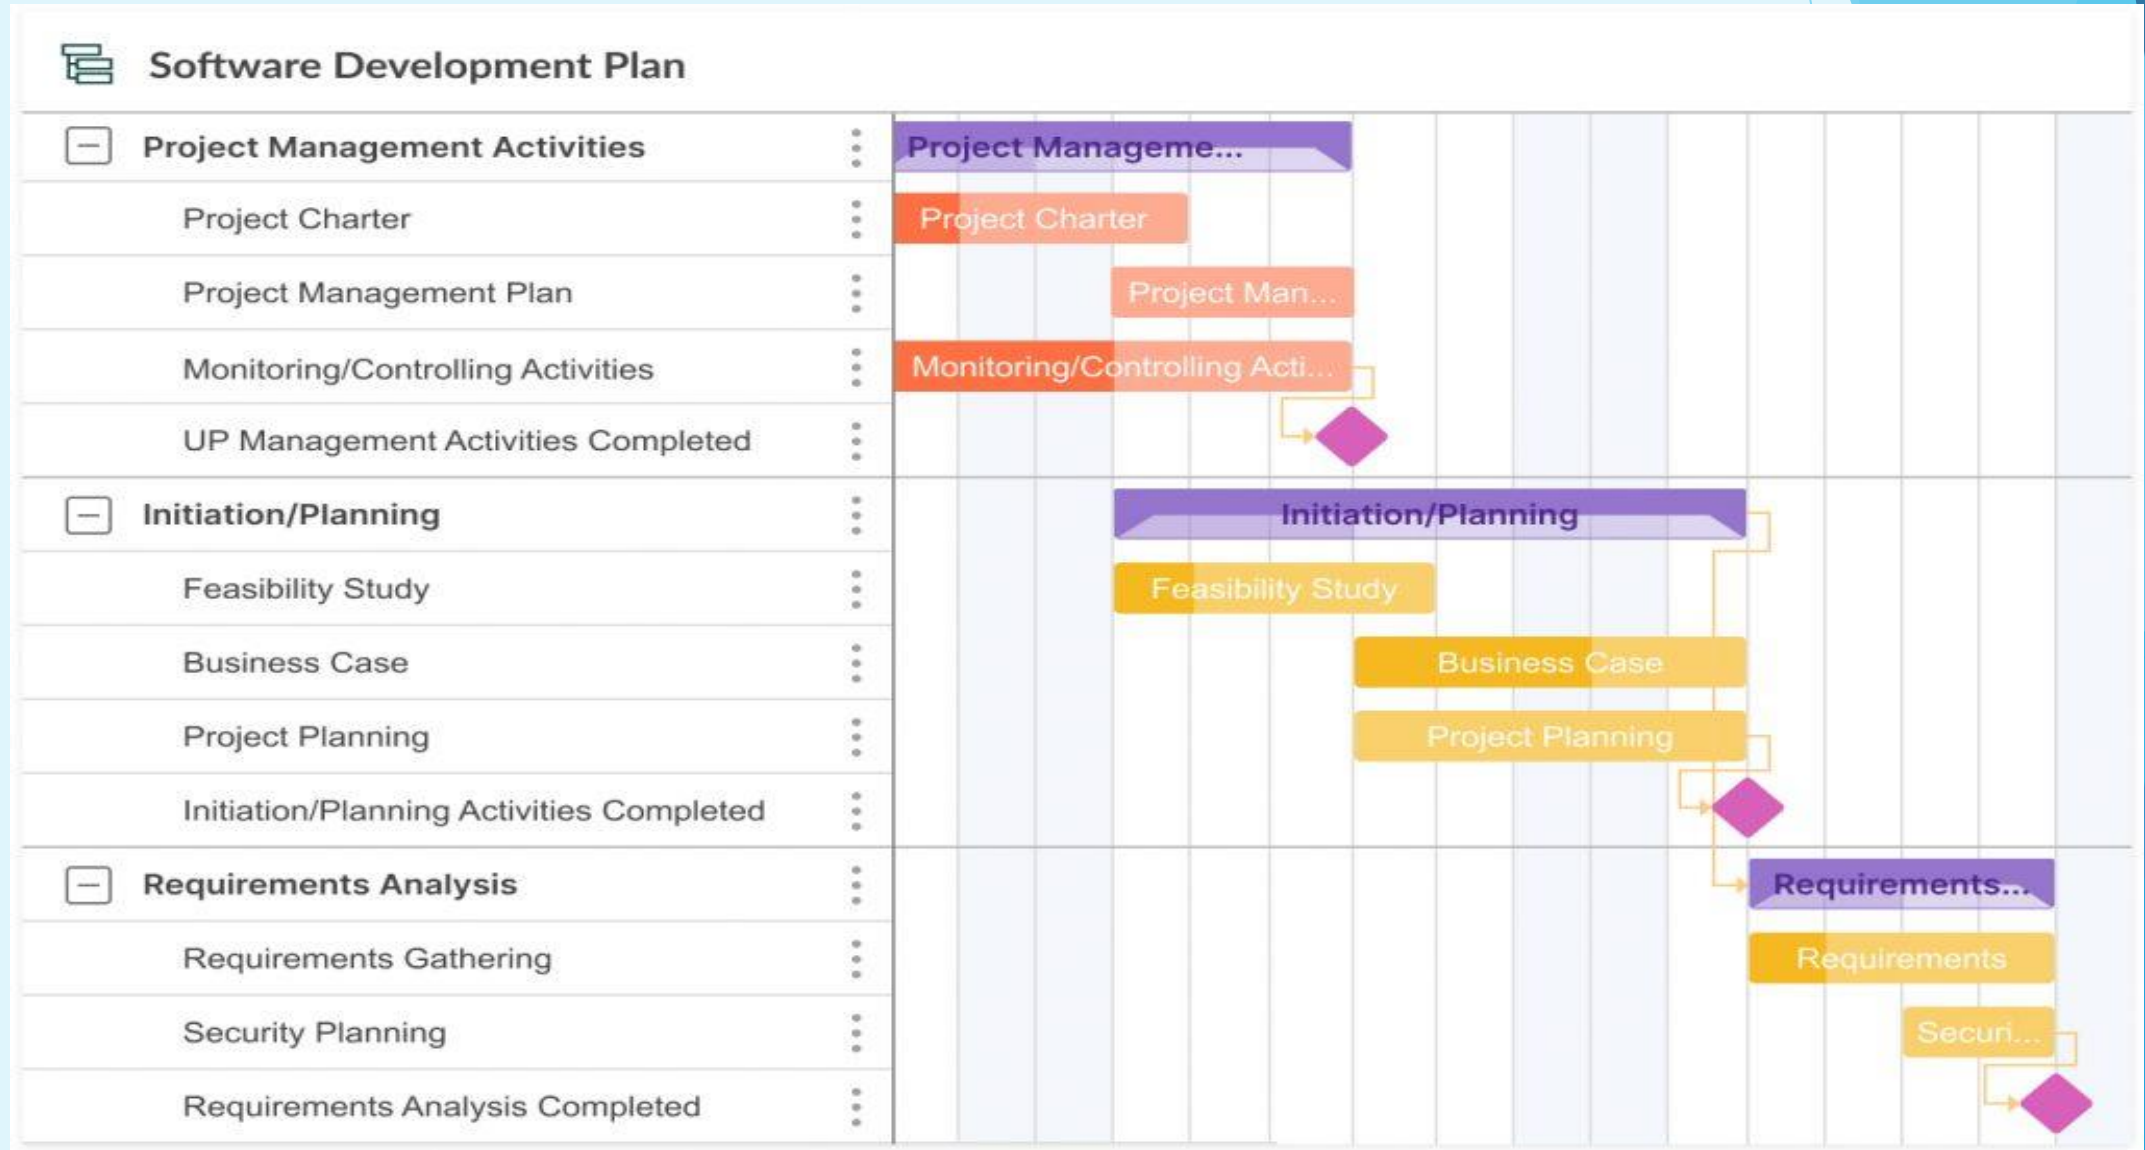 Software Development Plan
Project Management Activities
Project Manageme...
Project Charter
Project Charter
Project Management Plan
Project Man...
Monitoring/Controlling Activities
Monitoring/Controlling Acti...
UP Management Activities Completed
Initiation/Planning
Initiation/Planning
Feasibility Study
Feasibility Study
Business Case
Business Case
Project Planning
Project Planning
Initiation/Planning Activities Completed
Requirements Analysis
Requirements...
Requirements Gathering
Requirements
Security Planning
Securi...
Requirements Analysis Completed